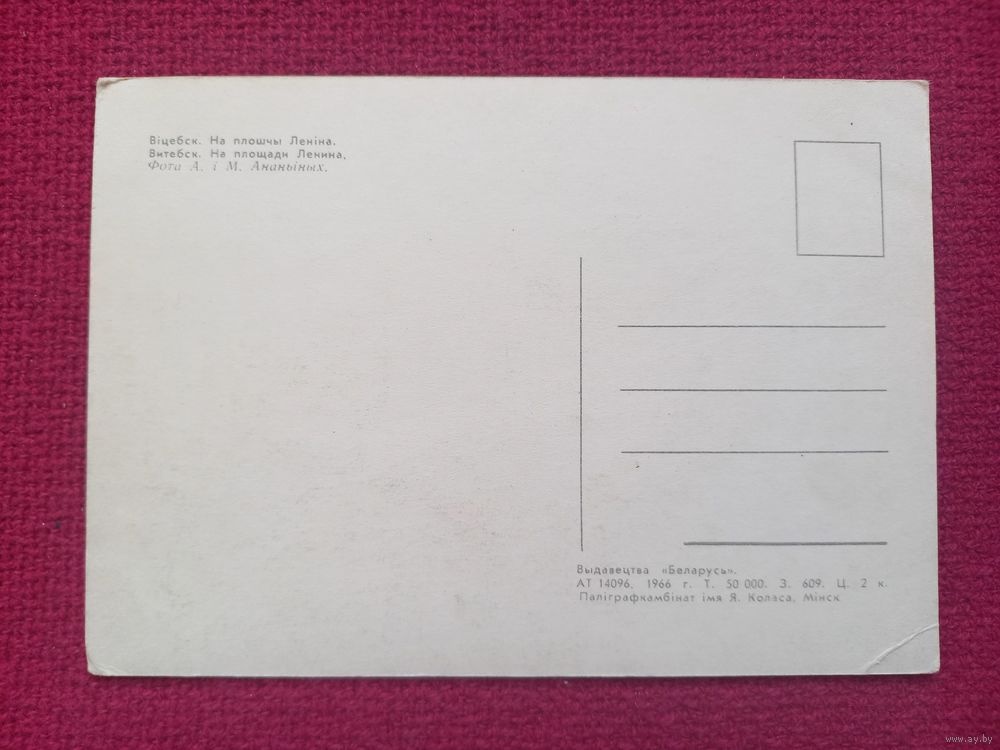 Віцебск. На плошчы Леніна.
Витебск. На площади Ленина.
Фота А. і М. Ананьіных.
Выдавецтва «Беларусь».
АТ 14096. 1966 г. Т. 50 000. З. 609. Ц. 2 к.
Паліграфкамбінат імя Я. Коласа, Мінск
www.ay.by